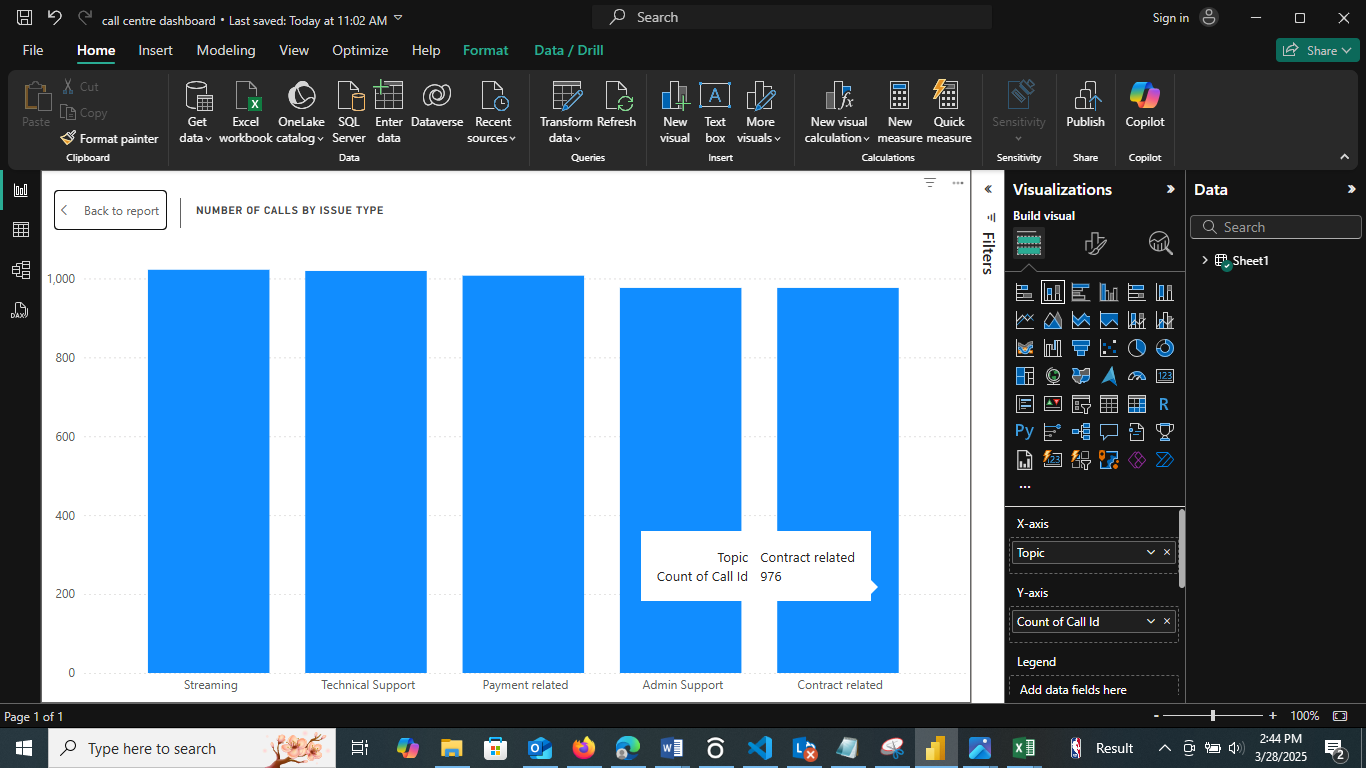 call centre dashboard • Last saved: Today at 11:02 AM
Search
Sign in
File
Home
Insert
Modeling
View
Optimize
Help
Format
Data / Drill
Share
Paste
Cut
Copy
Format painter
Clipboard
Get
data
Excel
workbook
OneLake
catalog
SQL
Server
Enter
data
Dataverse
Recent
sources
Data
Transform
data
Refresh
Queries
New
visual
Text
box
More
visuals
Insert
New visual
calculation
New
measure
Quick
measure
Calculations
Sensitivity
Sensitivity
Publish
Share
Copilot
Copilot
Back to report
NUMBER OF CALLS BY ISSUE TYPE
1,000
800
600
400
200
0
Topic Contract related
Count of Call Id 976
Streaming
Technical Support
Payment related
Admin Support
Contract related
Filters
Visualizations
Build visual
123
R
Py
123
X-axis
Topic
Y-axis
Count of Call Id
Legend
Add data fields here
Data
Search
Sheet1
DAX
Page 1 of 1
- + 100%
Type here to search
Result
2:44 PM
3/28/2025
2